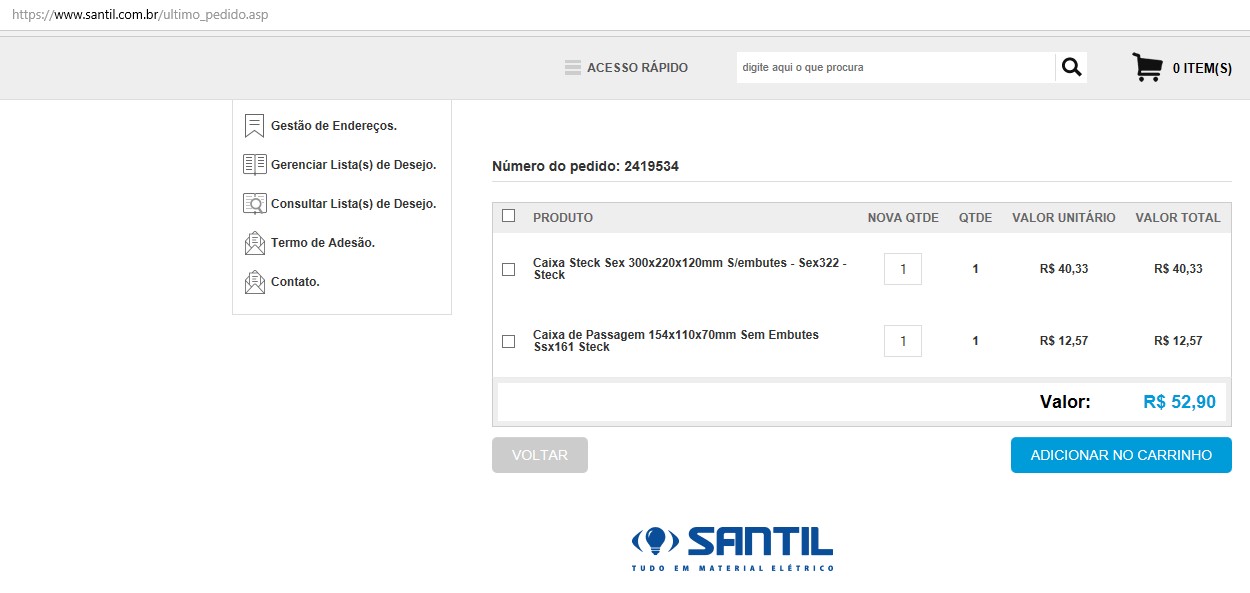 https://www.santil.com.br/ultimo_pedido.asp
ACESSO RÁPIDO
digite aqui o que procura
0 ITEM(S)
Gestão de Endereços.
Gerenciar Lista(s) de Desejo.
Consultar Lista(s) de Desejo.
Termo de Adesão.
Contato.
Número do pedido: 2419534
PRODUTO NOVA QTDE QTDE VALOR UNITÁRIO VALOR TOTAL
Caixa Steck Sex 300x220x120mm S/embutes - Sex322 -
Steck
1 1 R$ 40,33 R$ 40,33
Caixa de Passagem 154x110x70mm Sem Embutes
Ssx161 Steck
1 1 R$ 12,57 R$ 12,57
Valor: R$ 52,90
VOLTAR
ADICIONAR NO CARRINHO
SANTIL
TUDO EM MATERIAL ELÉTRICO